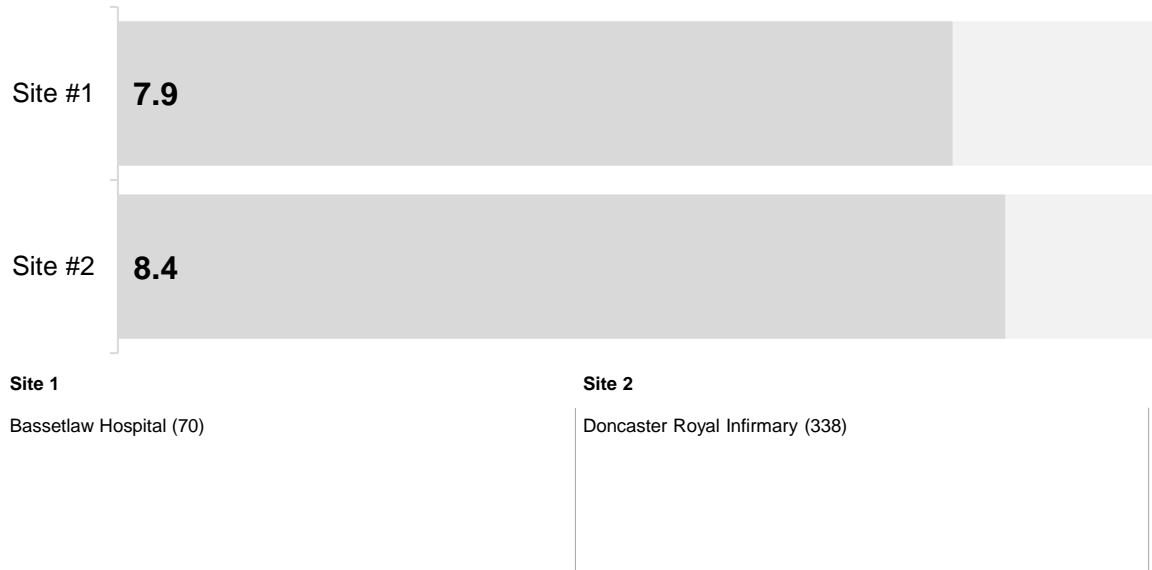 Site #1
7.9
Site #2
8.4
Site 1
Site 2
Bassetlaw Hospital (70)
Doncaster Royal Infirmary (338)